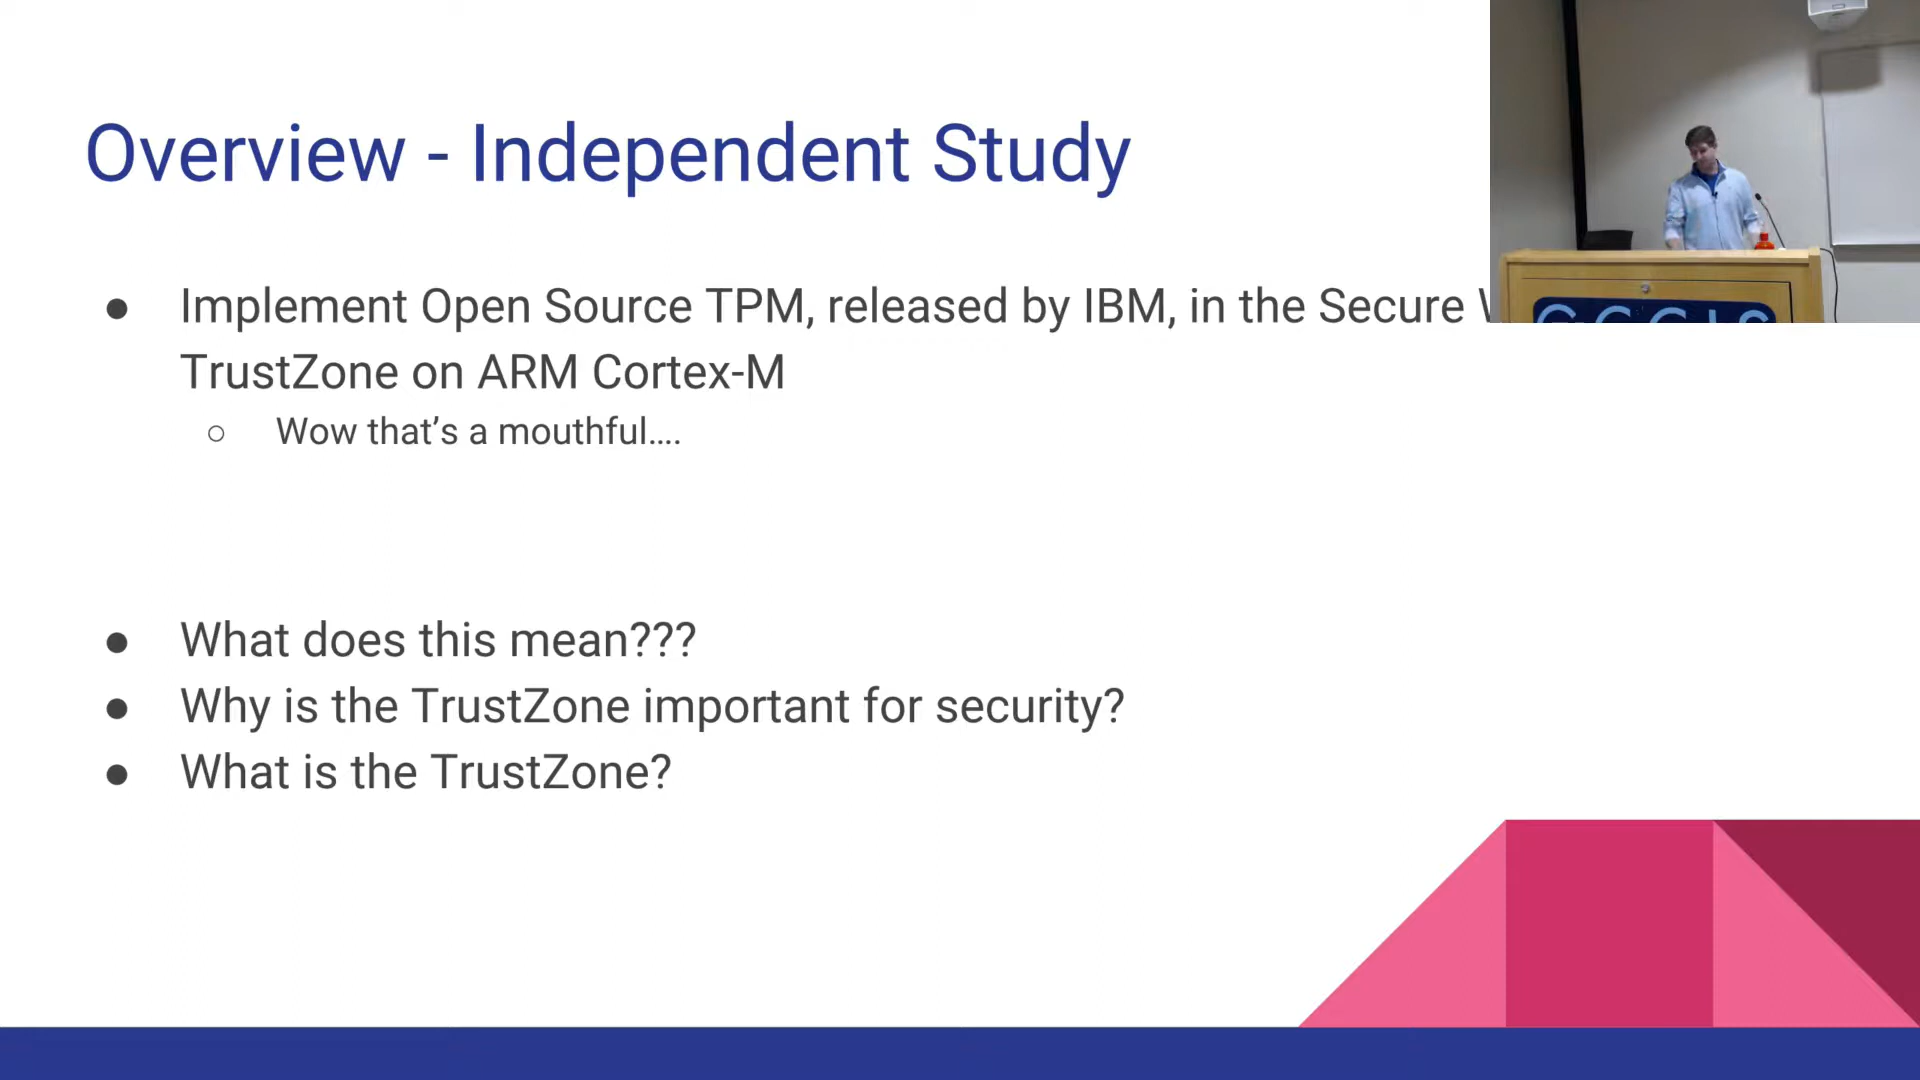 Overview - Independent Study
● Implement Open Source TPM, released by IBM, in the Secure
TrustZone on ARM Cortex-M
○ Wow that’s a mouthful....
● What does this mean???
● Why is the TrustZone important for security?
● What is the TrustZone?